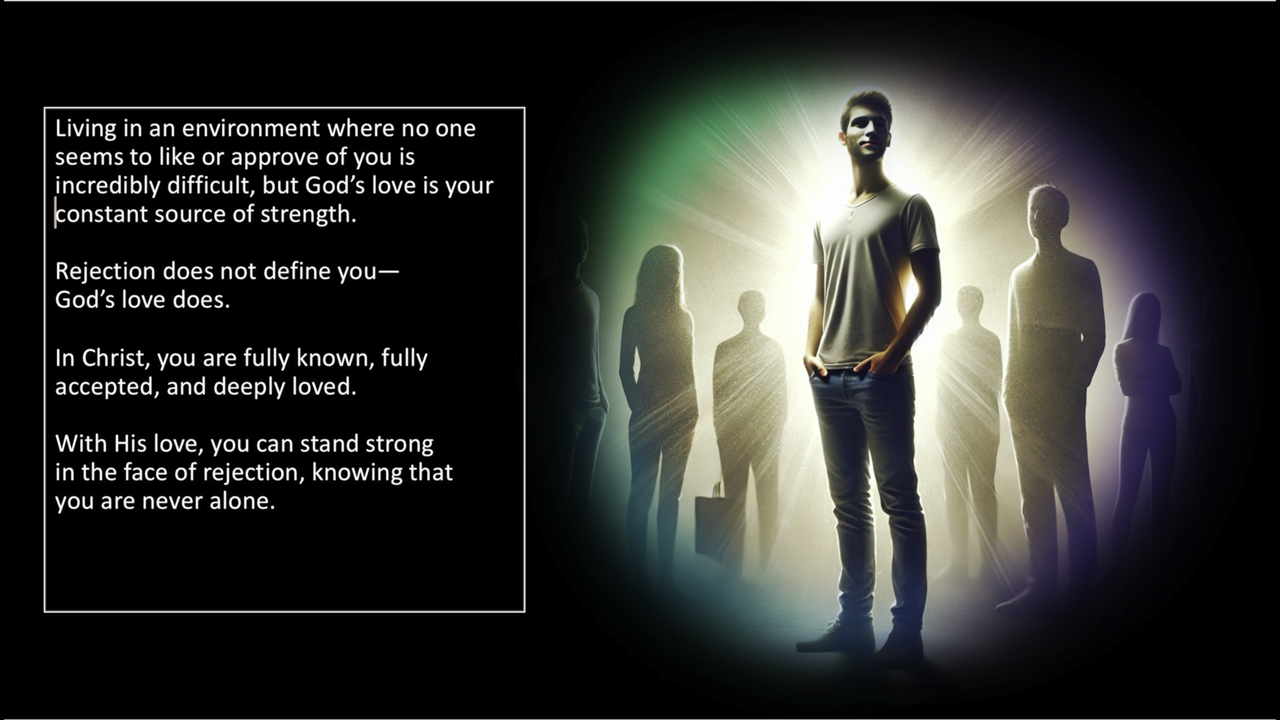 Living in an environment where no one
seems to like or approve of you is
incredibly difficult, but God’s love is your
constant source of strength.
Rejection does not define you—
God’s love does.
In Christ, you are fully known, fully
accepted, and deeply loved.
With His love, you can stand strong
in the face of rejection, knowing that
you are never alone.